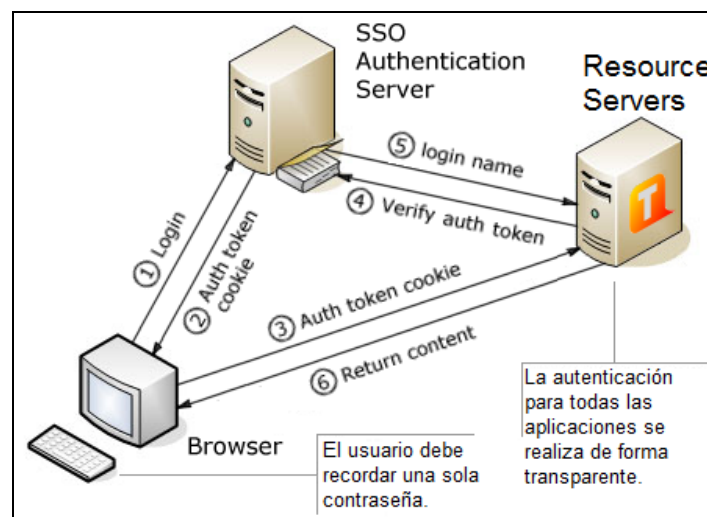 SSO
Authentication
Server
Resource
Servers
⑤ login name
④ Verify auth token
① Login
② Auth token
cookie
③ Auth token cookie
⑥ Return content
T
Browser
El usuario debe
recordar una sola
contraseña.
La autenticación
para todas las
aplicaciones se
realiza de forma
transparente.